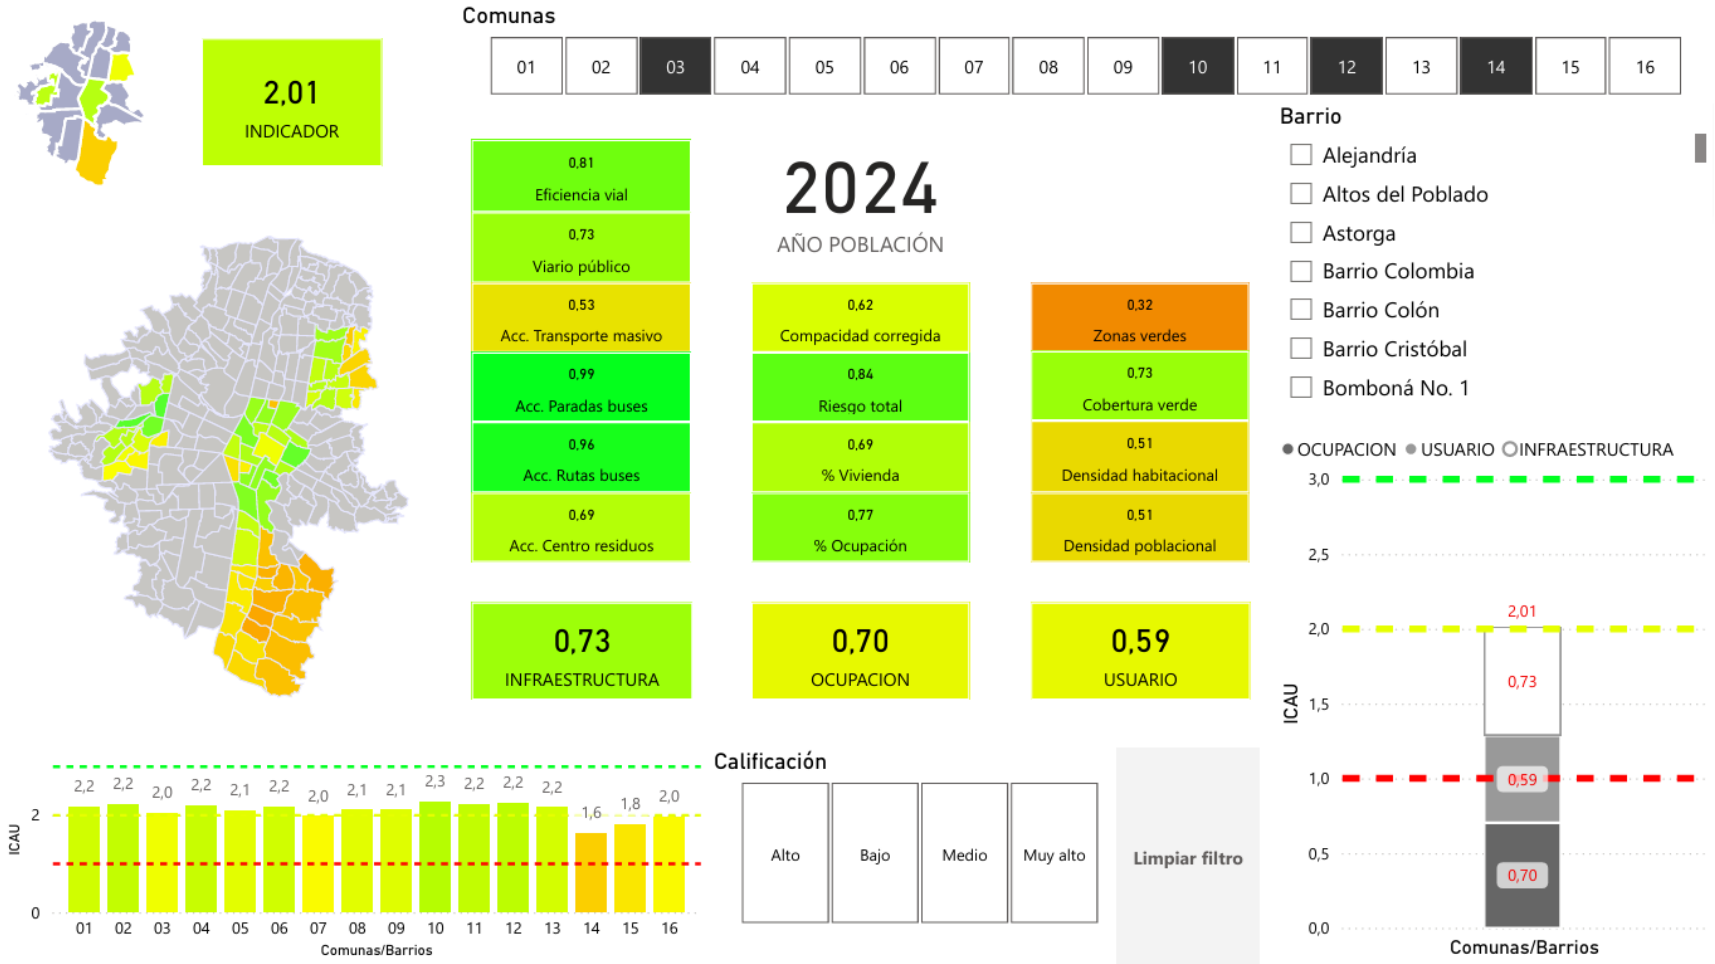 Comunas
01 02 03 04 05 06 07 08 09 10 11 12 13 14 15 16
2,01
INDICADOR
2024
AÑO POBLACIÓN
0,81
Eficiencia vial
0,73
Viario público
0,53
Acc. Transporte masivo
0,99
Acc. Paradas buses
0,96
Acc. Rutas buses
0,69
Acc. Centro residuos
0,62
Compacidad corregida
0,84
Riesgo total
0,69
% Vivienda
0,77
% Ocupación
0,32
Zonas verdes
0,73
Cobertura verde
0,51
Densidad habitacional
0,51
Densidad poblacional
0,73
INFRAESTRUCTURA
0,70
OCUPACION
0,59
USUARIO
Barrio
Alejandría
Altos del Poblado
Astorga
Barrio Colombia
Barrio Colón
Barrio Cristóbal
Bomboná No. 1
OCUPACION USUARIO INFRAESTRUCTURA
3,0
2,5
2,0
1,5
1,0
0,5
0,0
ICAU
2,01
0,73
0,59
0,70
Comunas/Barrios
ICAU
2
0
2,2 2,2 2,0 2,2 2,1 2,2 2,0 2,1 2,1 2,3 2,2 2,2 2,2 1,6 1,8 2,0
01 02 03 04 05 06 07 08 09 10 11 12 13 14 15 16
Comunas/Barrios
Calificación
Alto Bajo Medio Muy alto
Limpiar filtro